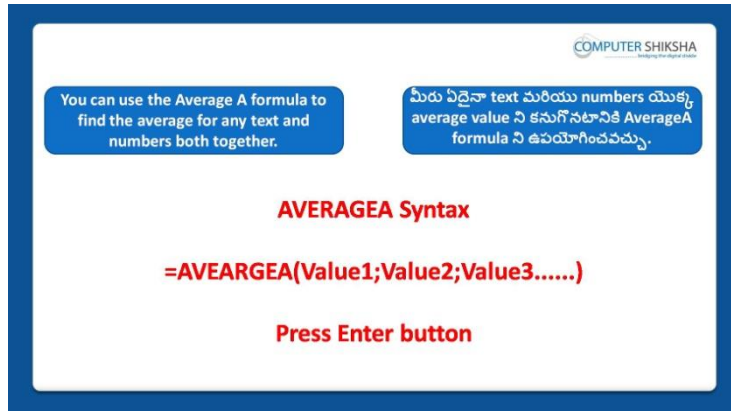 COMPUTER SHIKSHA
bridging the digital divide
You can use the Average A formula to
find the average for any text and
numbers both together.
మీరు ఏదైనా text మరియు numbers యొక్క
average value ని కనుగొనటానికి AverageA
formula ని ఉపయోగించవచ్చు.
AVERAGEA Syntax
=AVEARGEA(Value1;Value2;Value3......)
Press Enter button